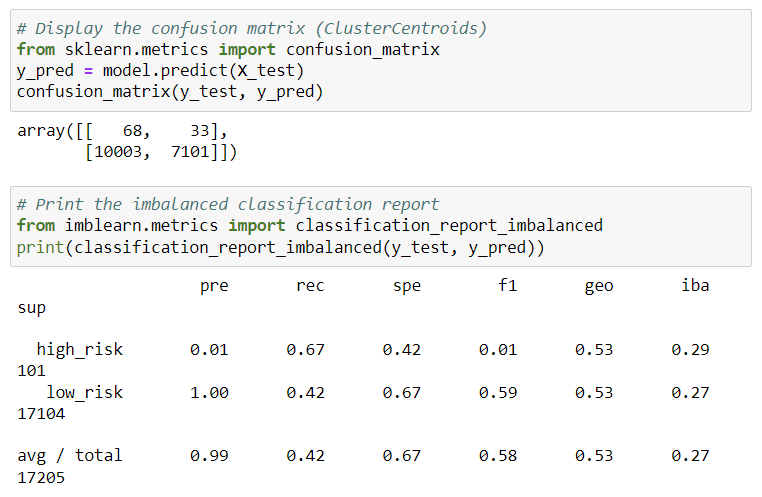 # Display the confusion matrix (ClusterCentroids)
from sklearn.metrics import confusion_matrix
y_pred = model.predict(X_test)
confusion_matrix(y_test, y_pred)
array([[   68,    33],
       [10003,  7101]])
# Print the imbalanced classification report
from imblearn.metrics import classification_report_imbalanced
print(classification_report_imbalanced(y_test, y_pred))
                   pre       rec       spe        f1       geo       iba
sup
  high_risk       0.01      0.67      0.42      0.01      0.53      0.29
101
   low_risk       1.00      0.42      0.67      0.59      0.53      0.27
17104
avg / total       0.99      0.42      0.67      0.58      0.53      0.27
17205